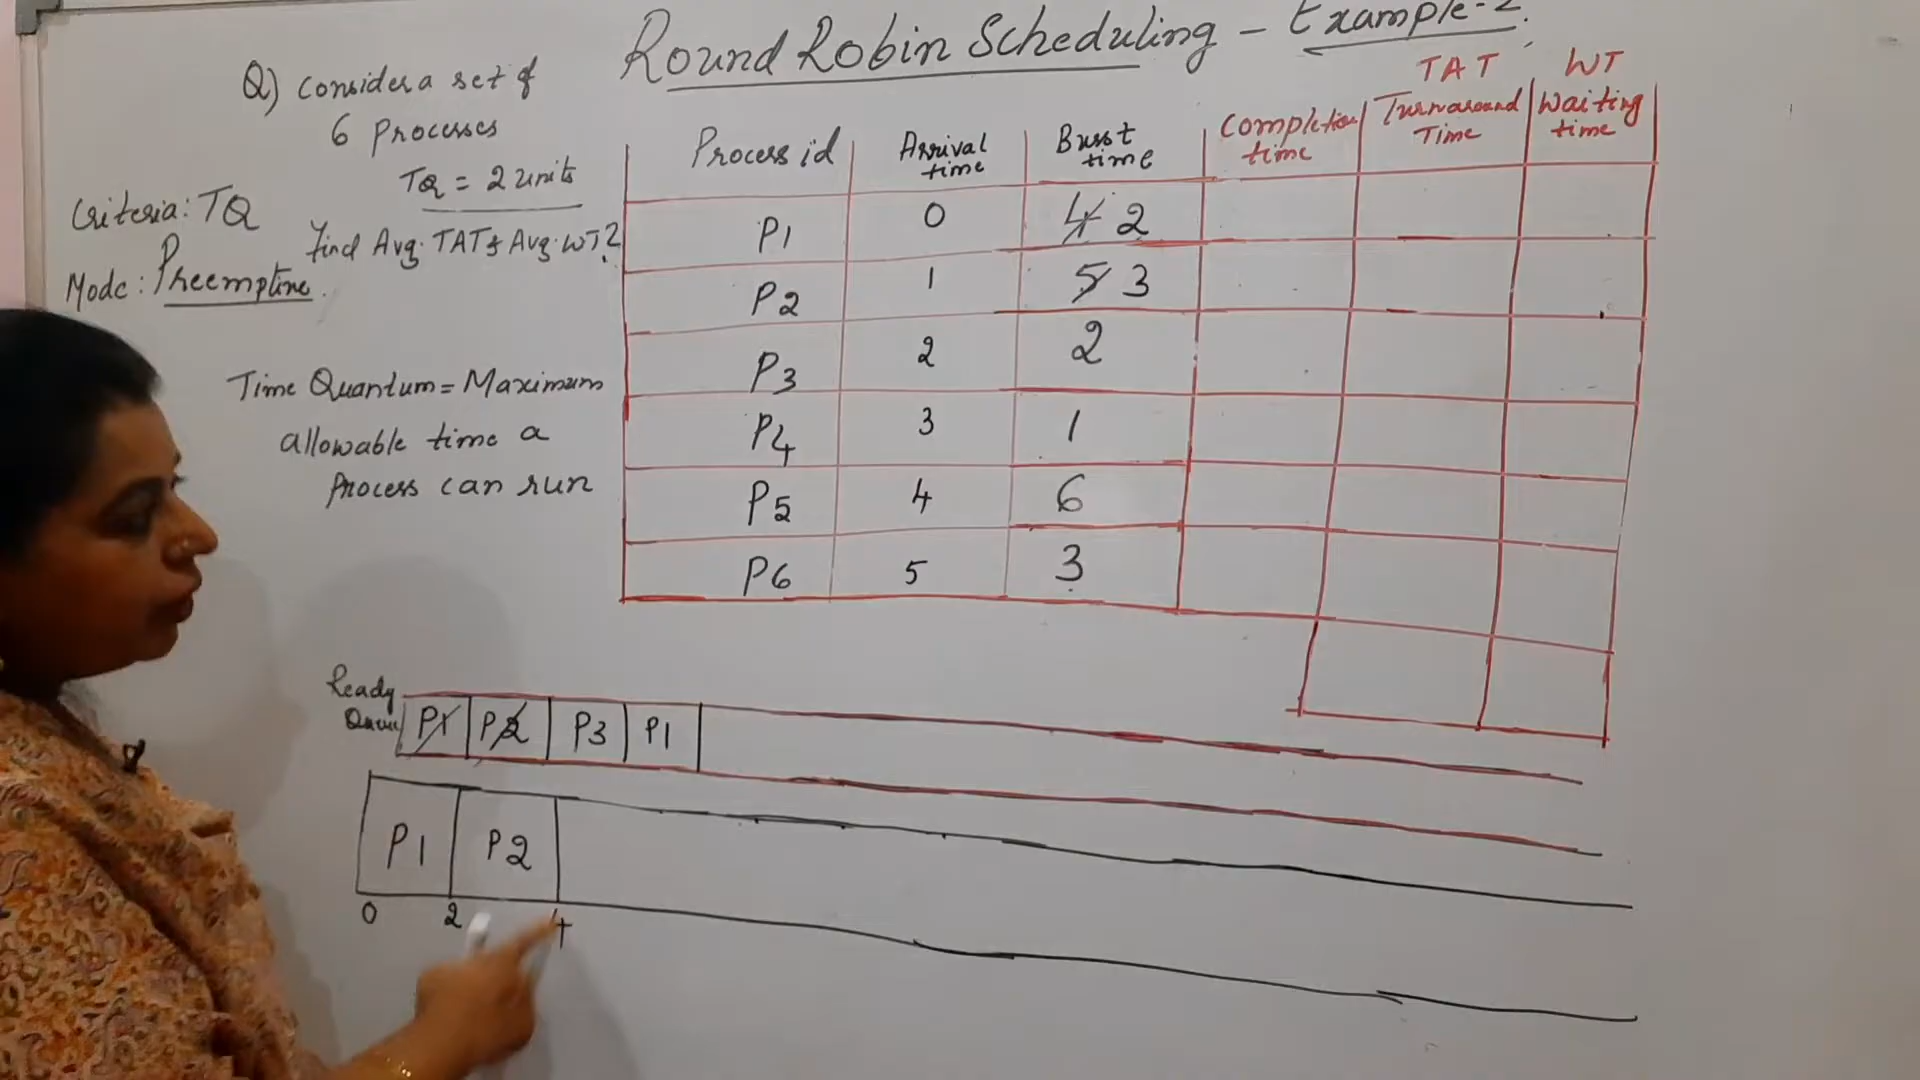 Round Robin Scheduling - Example-2.
Q) Consider a set of
6 processes
TQ = 2 units
Criteria: TQ
Find Avg. TAT & Avg. WT?
Mode: Preemptive.
Time Quantum = Maximum
allowable time a
Process can run
TAT WT
Process id Arrival time Burst time Completion time Turnaround Time Waiting time
P1 0 4 2
P2 1 5 3
P3 2 2
P4 3 1
P5 4 6
P6 5 3
Ready
Queue P1 P2 P3 P1
P1 P2
0 2 4